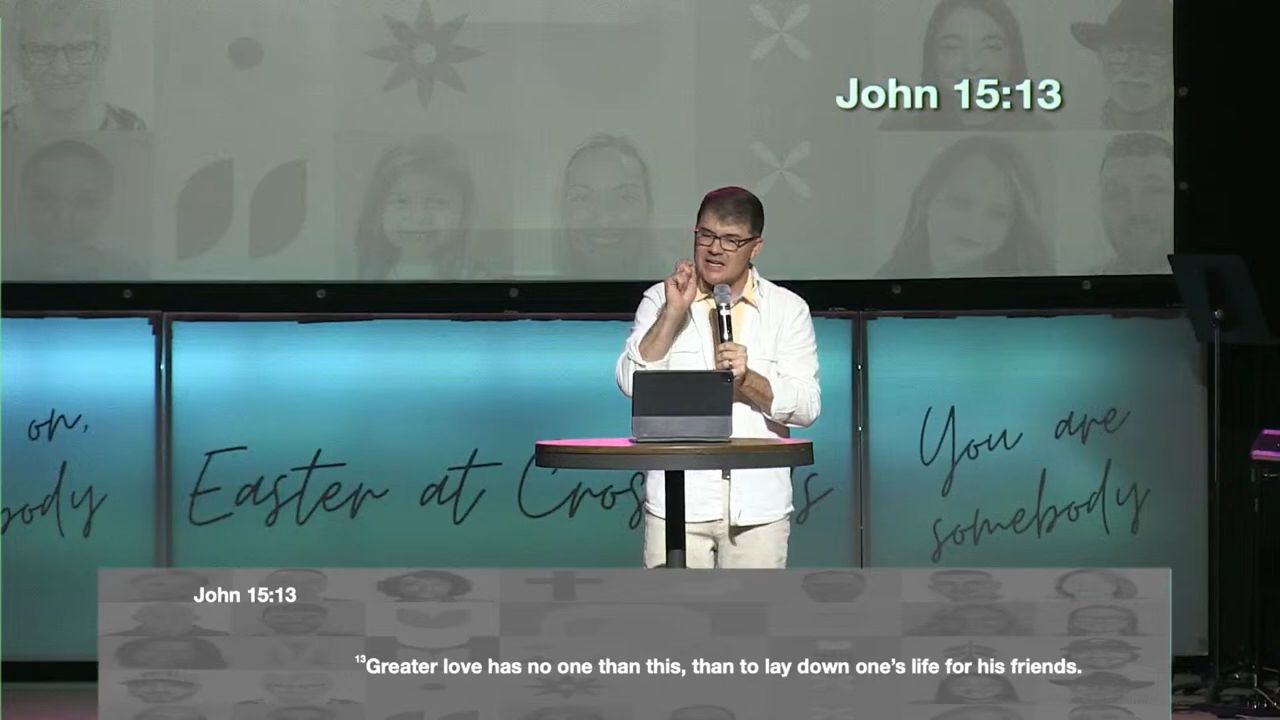 John 15:13
on,
body
Easter at Cros s
You are
somebody
John 15:13
13Greater love has no one than this, than to lay down one's life for his friends.